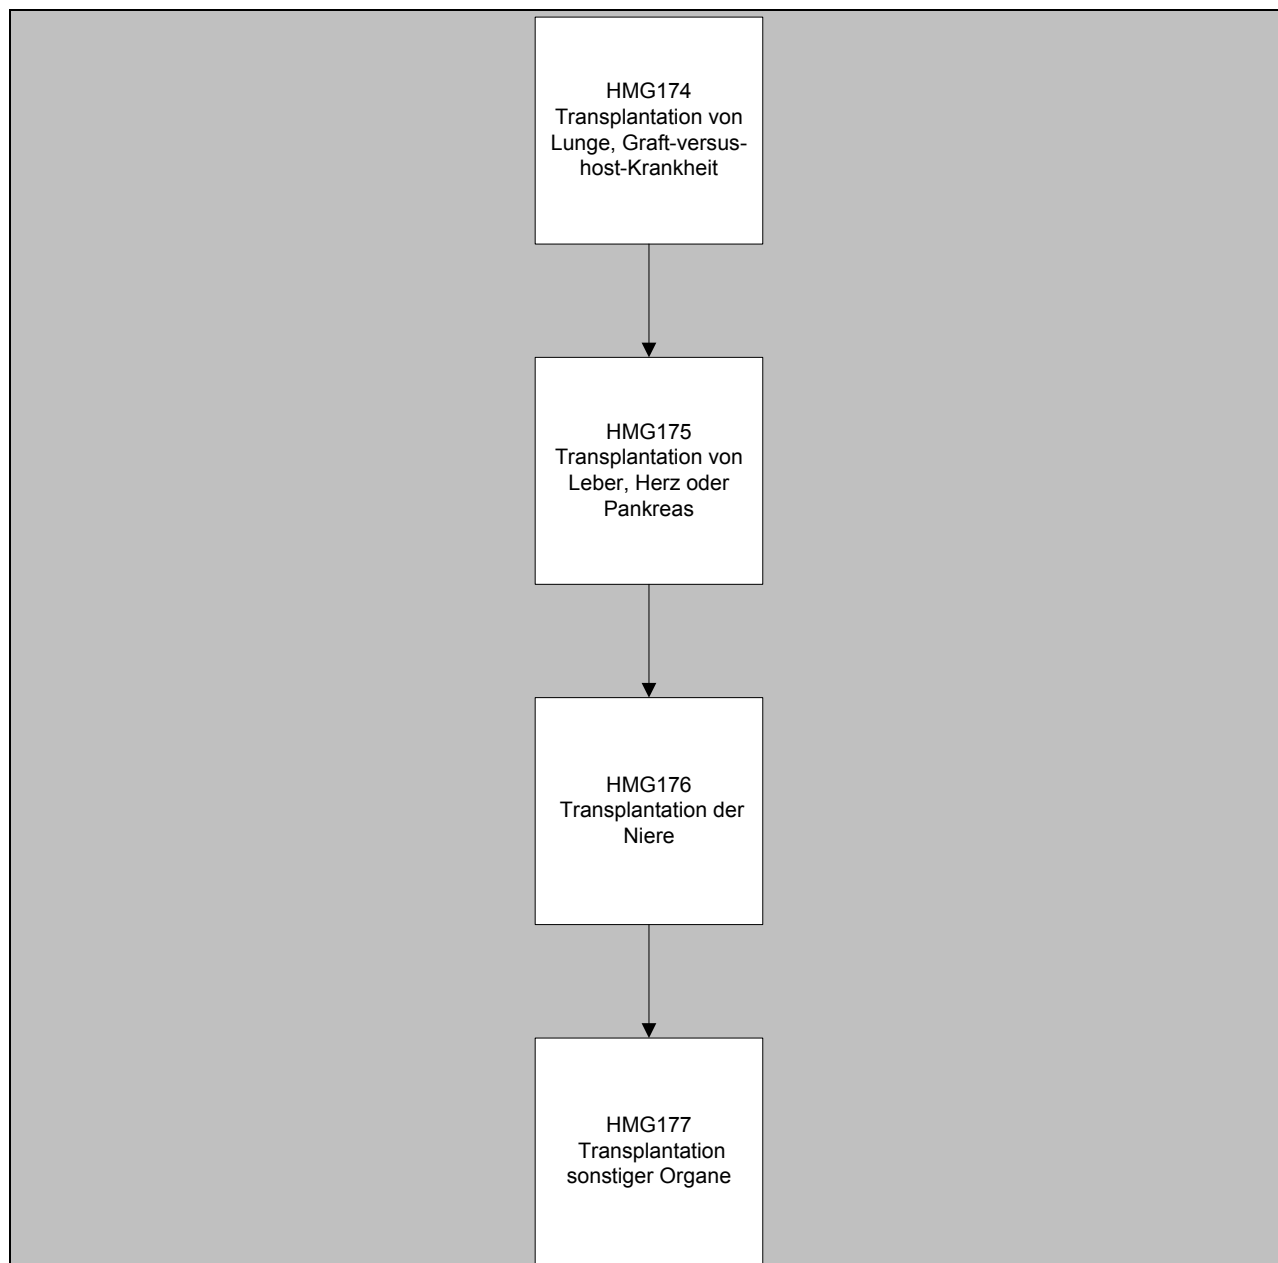 HMG174
Transplantation von
Lunge, Graft-versus-
host-Krankheit
HMG175
Transplantation von
Leber, Herz oder
Pankreas
HMG176
Transplantation der
Niere
HMG177
Transplantation
sonstiger Organe